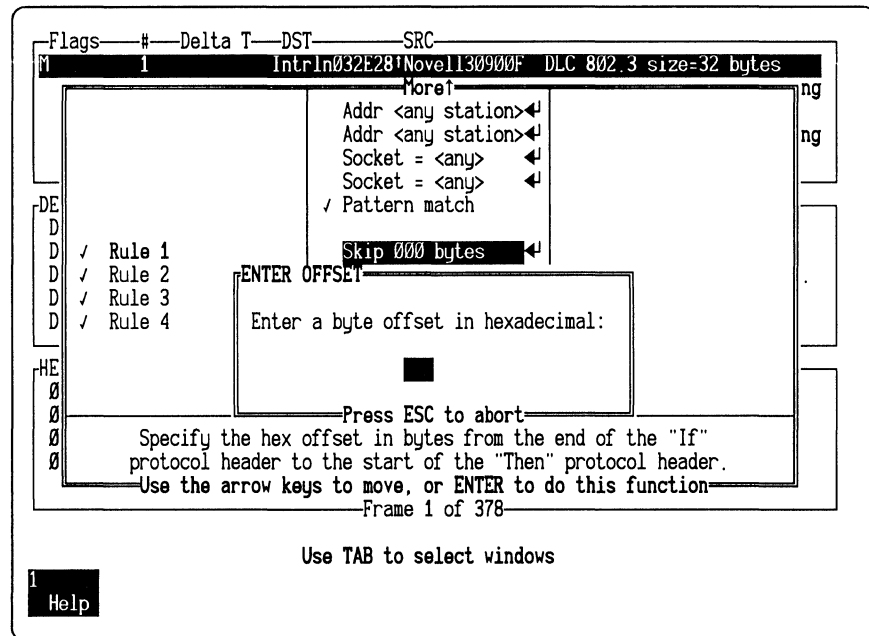 Flags # Delta T DST SRC
M 1 Intrln032E28↑Novell30900F DLC 802.3 size=32 bytes
More↑ ng
Addr <any station>↵
Addr <any station>↵ ng
Socket = <any> ↵
Socket = <any> ↵
DE √ Pattern match
D
D √ Rule 1 Skip 000 bytes ↵
D √ Rule 2 ENTER OFFSET
D √ Rule 3
D √ Rule 4 Enter a byte offset in hexadecimal:
HE
0
0 Press ESC to abort
0 Specify the hex offset in bytes from the end of the "If"
0 protocol header to the start of the "Then" protocol header.
Use the arrow keys to move, or ENTER to do this function
Frame 1 of 378
Use TAB to select windows
1
Help